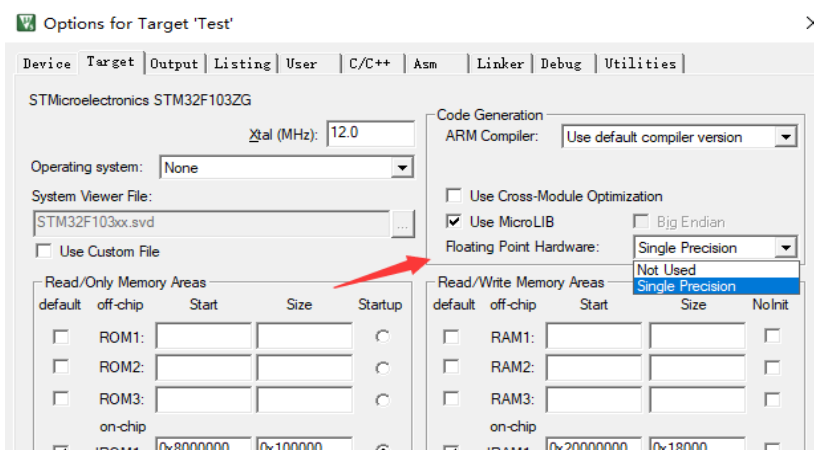 Options for Target 'Test'
Device Target Output Listing User C/C++ Asm Linker Debug Utilities
STMicroelectronics STM32F103ZG
Xtal (MHz): 12.0
Operating system: None
System Viewer File:
STM32F103xx.svd ...
Use Custom File
Code Generation
ARM Compiler: Use default compiler version
Use Cross-Module Optimization
Use MicroLIB Big Endian
Floating Point Hardware: Single Precision
Not Used
Single Precision
Read/Only Memory Areas
default off-chip Start Size Startup
ROM1:
ROM2:
ROM3:
on-chip
IROM1: 0x8000000 0x100000
Read/Write Memory Areas
default off-chip Start Size NoInit
RAM1:
RAM2:
RAM3:
on-chip
IRAM1: 0x20000000 0x18000